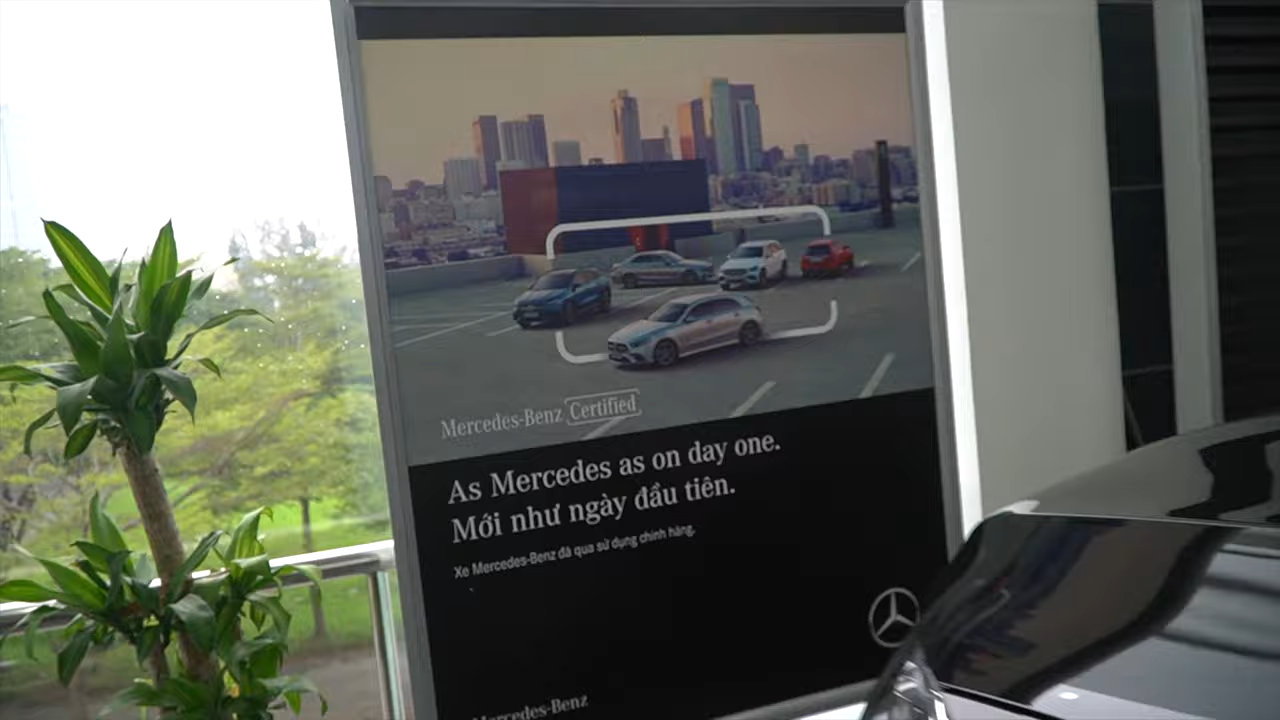 Mercedes-Benz Certified
As Mercedes as on day one.
Mới như ngày đầu tiên.
Xe Mercedes-Benz đã qua sử dụng chính hãng.
Mercedes-Benz